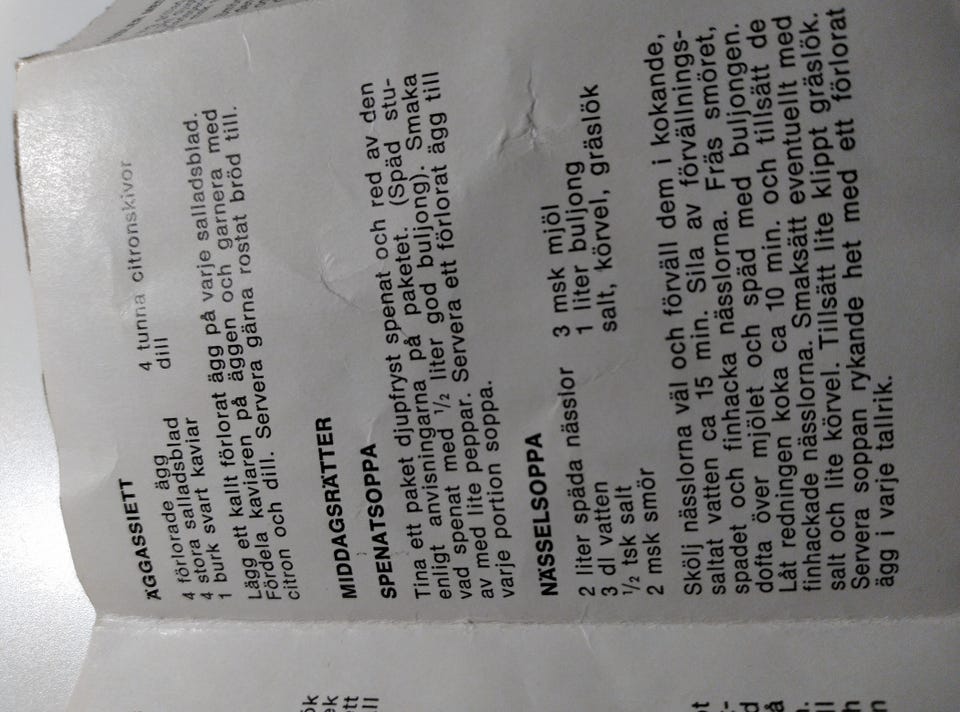 ÄGGASSIETT
4 förlorade ägg
4 stora salladsblad
1 burk svart kaviar
4 tunna citronskivor
dill
Lägg ett kallt förlorat ägg på varje salladsblad.
Fördela kaviaren på äggen och garnera med
citron och dill. Servera gärna rostat bröd till.
MIDDAGSRÄTTER
SPENATSOPPA
Tina ett paket djupfryst spenat och red av den
enligt anvisningarna på paketet. (Späd stu-
vad spenat med 1/2 liter god buljong). Smaka
av med lite peppar. Servera ett förlorat ägg till
varje portion soppa.
NÄSSELSOPPA
2 liter späda nässlor
3 dl vatten
1/2 tsk salt
2 msk smör
3 msk mjöl
1 liter buljong
salt, körvel, gräslök
Skölj nässlorna väl och förväll dem i kokande,
saltat vatten ca 15 min. Sila av förvällnings-
spadet och finhacka nässlorna. Fräs smöret,
dofta över mjölet och späd med buljongen.
Låt redningen koka ca 10 min. och tillsätt de
finhackade nässlorna. Smaksätt eventuellt med
salt och lite körvel. Tillsätt lite klippt gräslök.
Servera soppan rykande het med ett förlorat
ägg i varje tallrik.